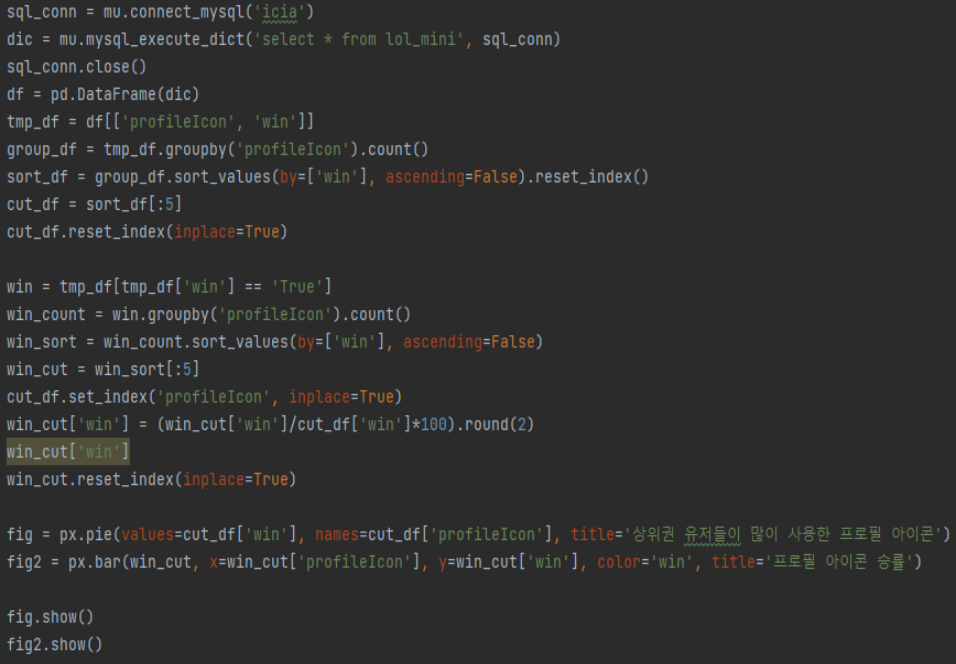 sql_conn = mu.connect_mysql('icia')
dic = mu.mysql_execute_dict('select * from lol_mini', sql_conn)
sql_conn.close()
df = pd.DataFrame(dic)
tmp_df = df[['profileIcon', 'win']]
group_df = tmp_df.groupby('profileIcon').count()
sort_df = group_df.sort_values(by=['win'], ascending=False).reset_index()
cut_df = sort_df[:5]
cut_df.reset_index(inplace=True)
win = tmp_df[tmp_df['win'] == 'True']
win_count = win.groupby('profileIcon').count()
win_sort = win_count.sort_values(by=['win'], ascending=False)
win_cut = win_sort[:5]
cut_df.set_index('profileIcon', inplace=True)
win_cut['win'] = (win_cut['win']/cut_df['win']*100).round(2)
win_cut['win']
win_cut.reset_index(inplace=True)
fig = px.pie(values=cut_df['win'], names=cut_df['profileIcon'], title='상위권 유저들이 많이 사용한 프로필 아이콘')
fig2 = px.bar(win_cut, x=win_cut['profileIcon'], y=win_cut['win'], color='win', title='프로필 아이콘 승률')
fig.show()
fig2.show()